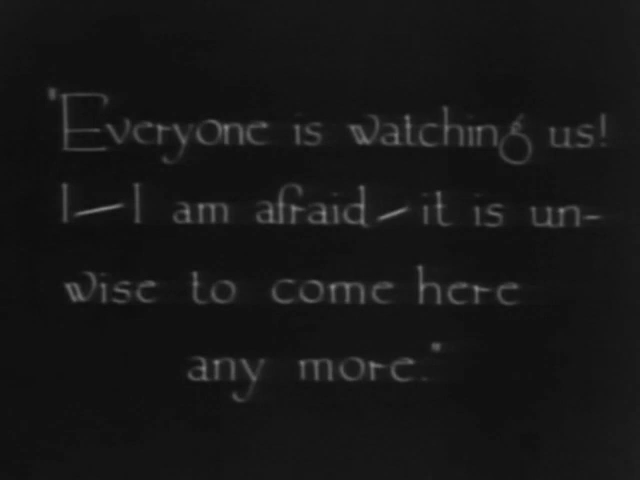 "Everyone is watching us!
I—I am afraid—it is un-
wise to come here
any more."